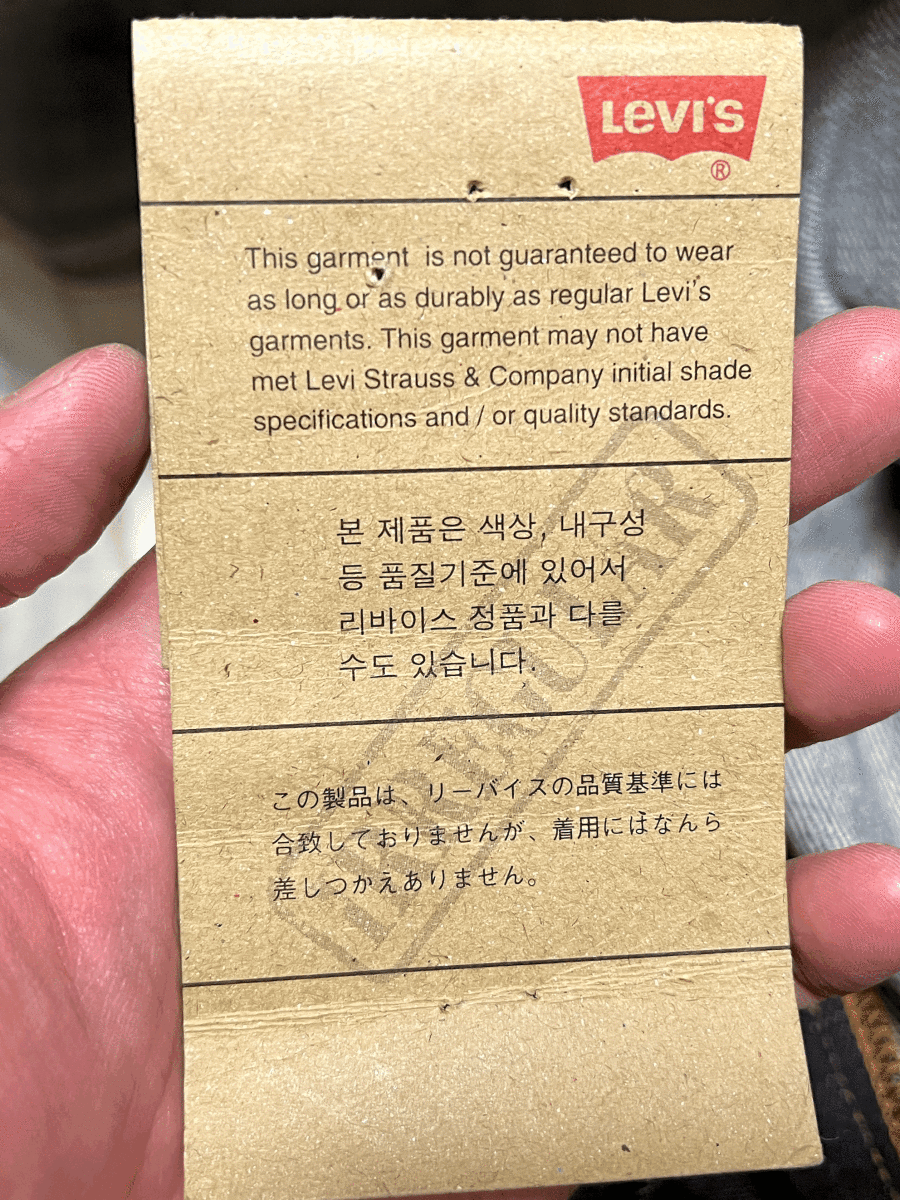 Levi's
®
This garment is not guaranteed to wear
as long or as durably as regular Levi's
garments. This garment may not have
met Levi Strauss & Company initial shade
specifications and / or quality standards.
본 제품은 색상, 내구성
등 품질기준에 있어서
리바이스 정품과 다를
수도 있습니다.
IRREGULAR
この製品は、リーバイスの品質基準には
合致しておりませんが、着用にはなんら
差しつかえありません。